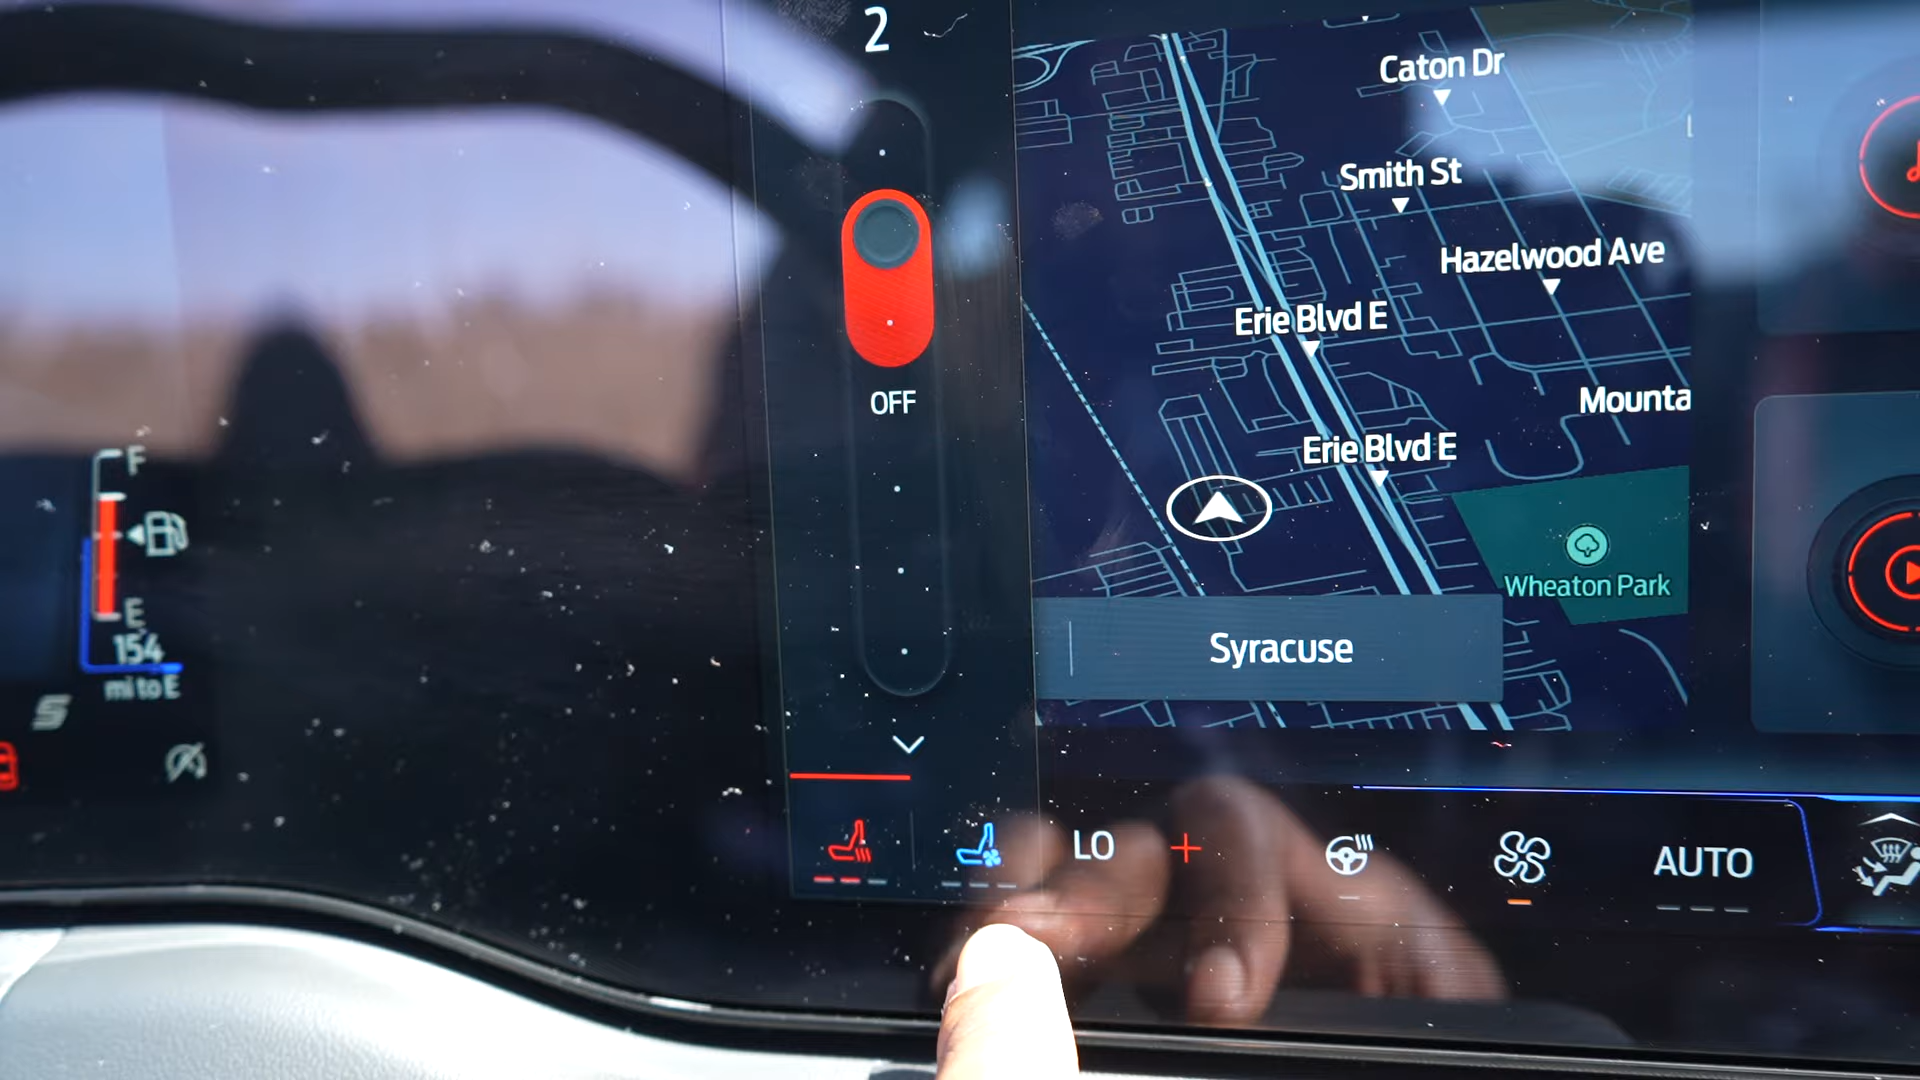 2
OFF
F
E
154
mi to E
Caton Dr
Smith St
Hazelwood Ave
Erie Blvd E
Mounta
Erie Blvd E
Wheaton Park
Syracuse
LO
+
AUTO